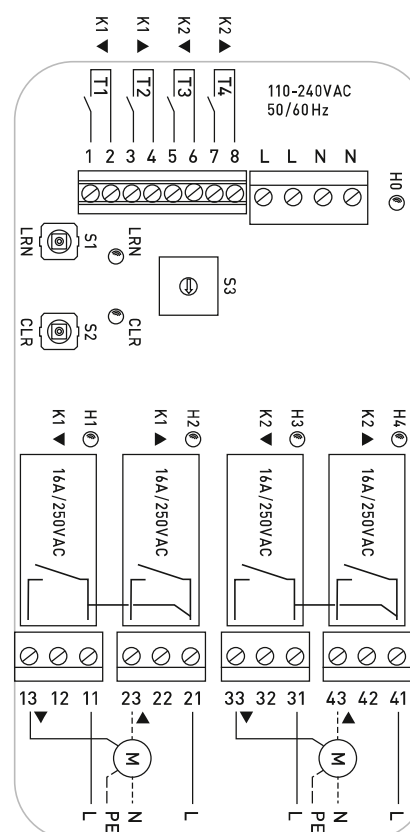 K1 K1 K2 K2
T1 T2 T3 T4
110-240VAC
50/60Hz
1 2 3 4 5 6 7 8 L L N N
H0
LRN S1 LRN
S3
CLR S2 CLR
K1 H1 K1 H2 K2 H3 K2 H4
16A/250VAC 16A/250VAC 16A/250VAC 16A/250VAC
13 12 11 23 22 21 33 32 31 43 42 41
M M
L PE N L L PE N L